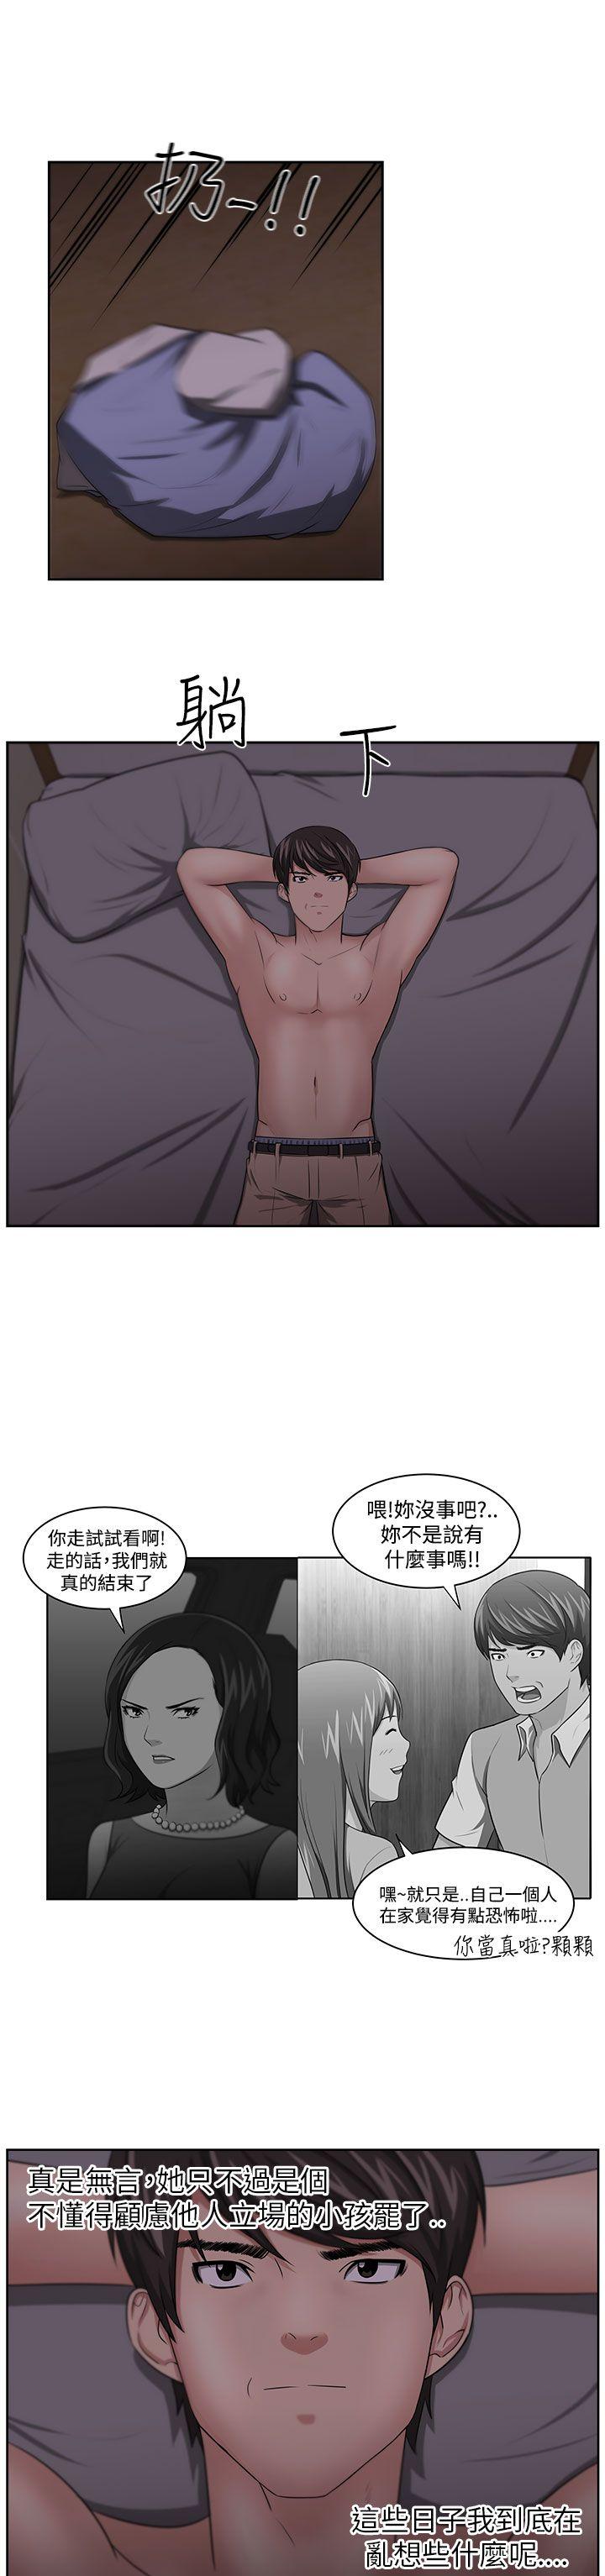 扔~!!
躺
下
你走試試看啊!
走的話,我們就
真的結束了
喂!妳沒事吧?..
妳不是說有
什麼事嗎!!
嘿~就只是..自己一個人
在家覺得有點恐怖啦....
你當真啦?顆顆
真是無言,她只不過是個
不懂得顧慮他人立場的小孩罷了..
這些日子我到底在
亂想些什麼呢....